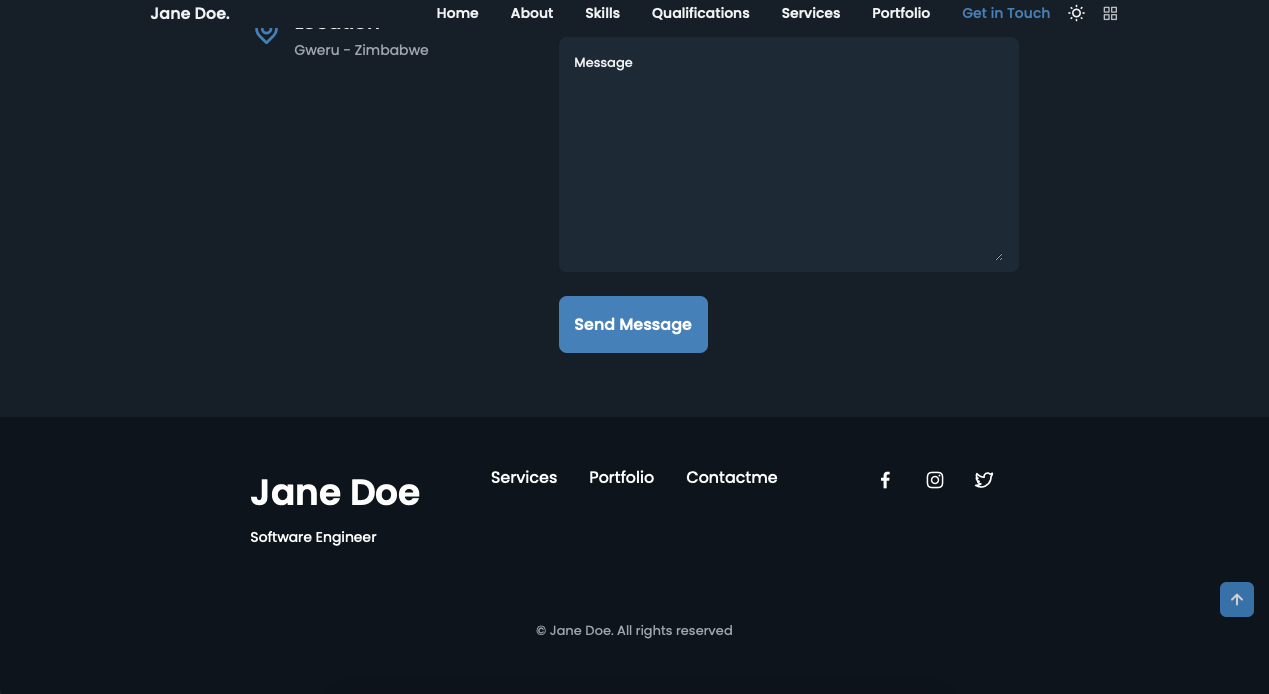 Jane Doe.
Home About Skills Qualifications Services Portfolio Get in Touch
Location
Gweru - Zimbabwe
Message
Send Message
Jane Doe
Software Engineer
Services Portfolio Contactme
© Jane Doe. All rights reserved